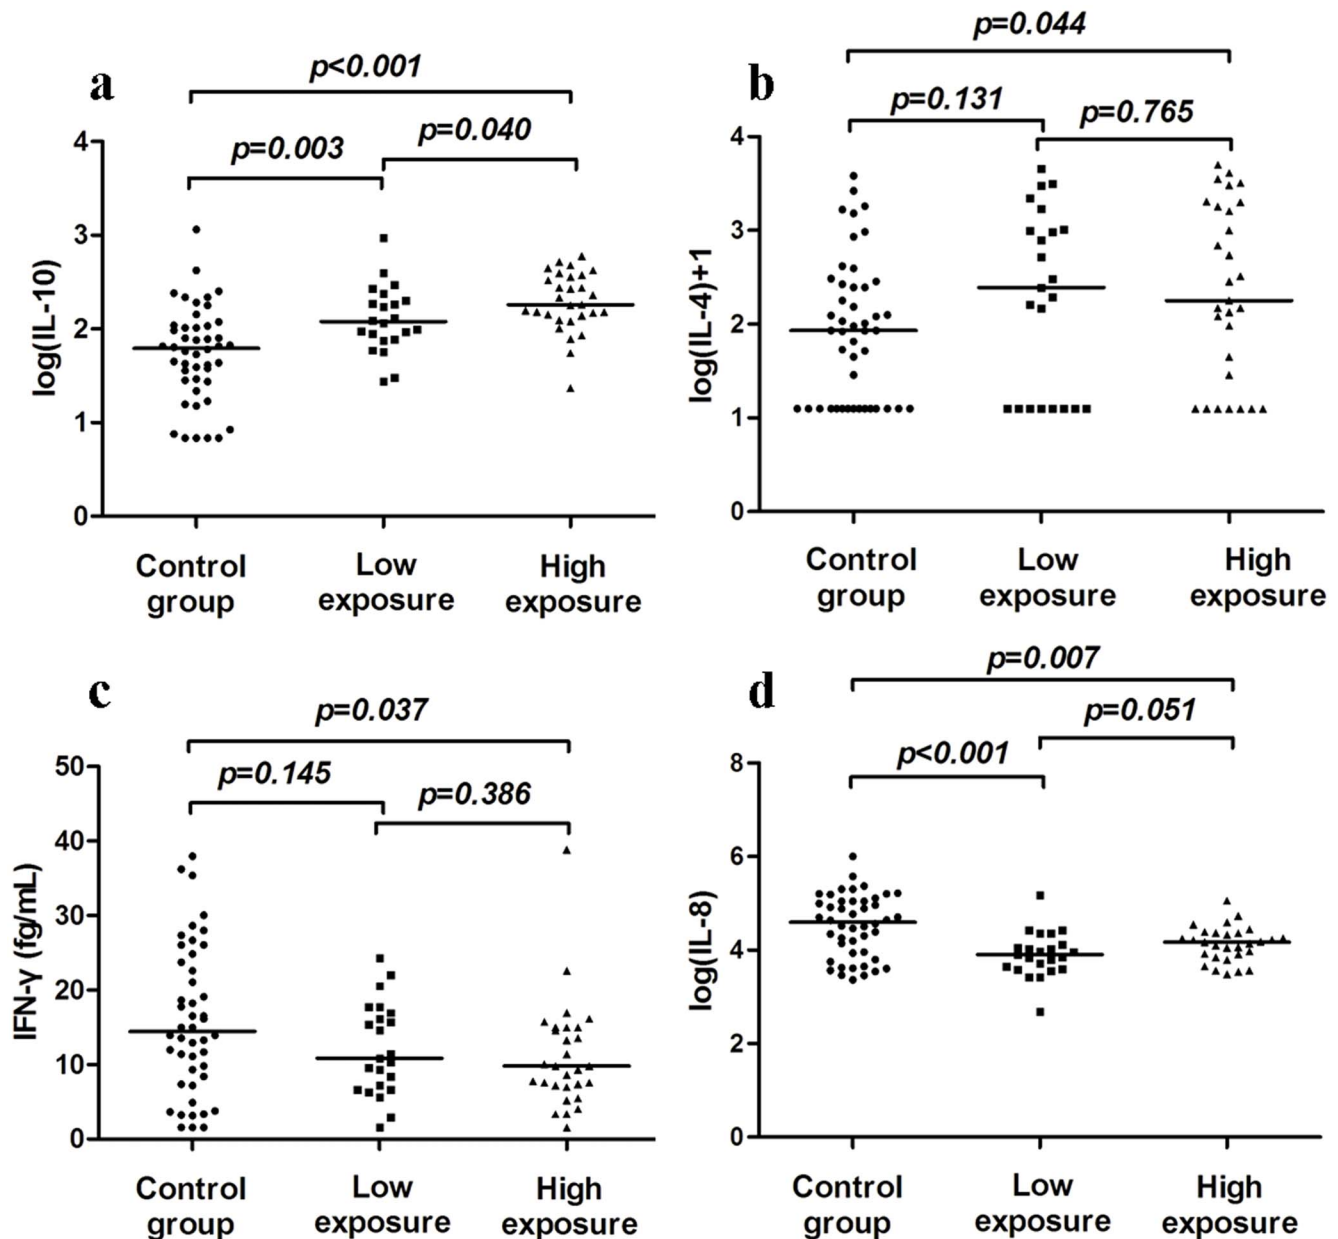 a
p<0.001
p=0.003
p=0.040
log(IL-10)
4
3
2
1
0
Control group
Low exposure
High exposure
b
p=0.044
p=0.131
p=0.765
log(IL-4)+1
4
3
2
1
0
Control group
Low exposure
High exposure
c
p=0.037
p=0.145
p=0.386
IFN-γ (fg/mL)
50
40
30
20
10
0
Control group
Low exposure
High exposure
d
p=0.007
p=0.051
p<0.001
log(IL-8)
8
6
4
2
0
Control group
Low exposure
High exposure